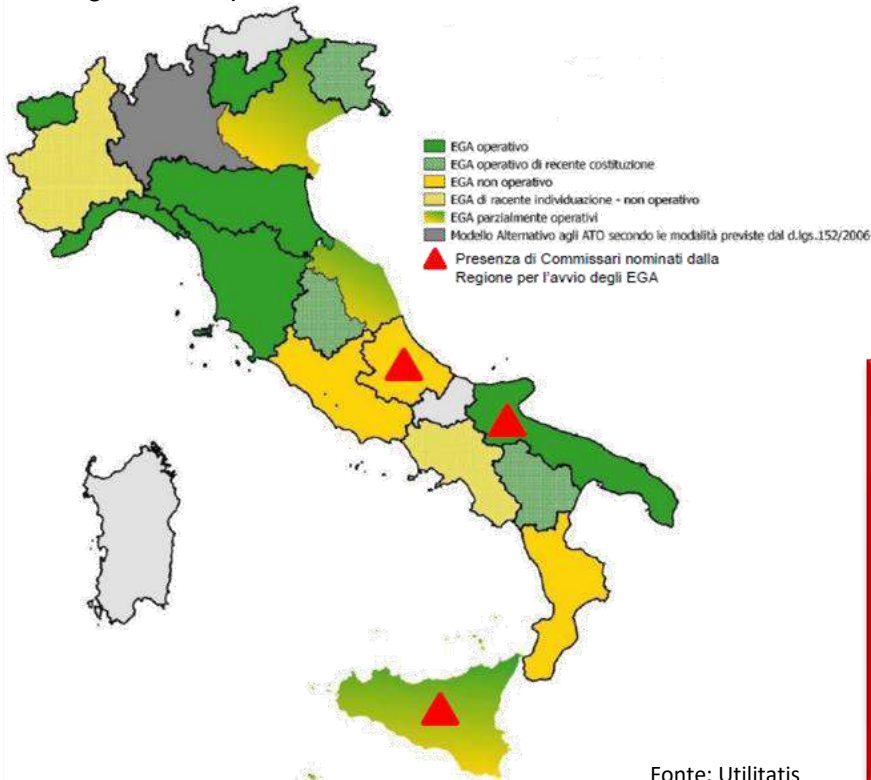 EGA operativo
EGA operativo di recente costituzione
EGA non operativo
EGA di racente individuazione - non operativo
EGA parzialmente operativi
Modello Alternativo agli ATO secondo le modalità previste dal d.lgs.152/2006
Presenza di Commissari nominati dalla
Regione per l'avvio degli EGA
Fonte: Utilitatis